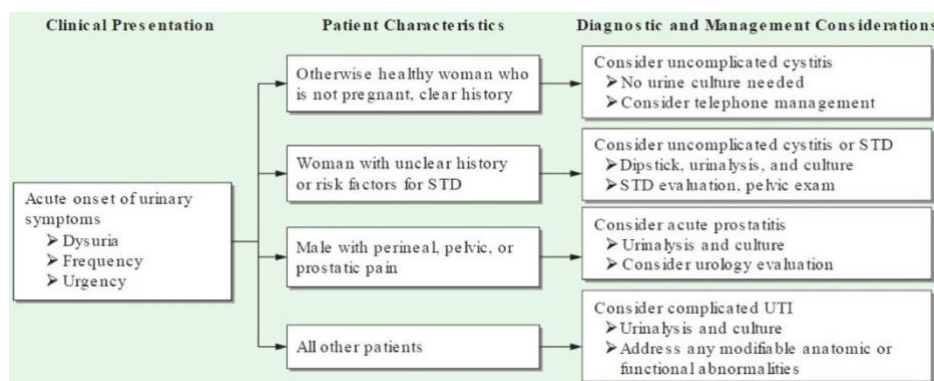 Clinical Presentation
Patient Characteristics
Diagnostic and Management Considerations
Acute onset of urinary
symptoms
➢ Dysuria
➢ Frequency
➢ Urgency
Otherwise healthy woman who
is not pregnant, clear history
Consider uncomplicated cystitis
➢ No urine culture needed
➢ Consider telephone management
Woman with unclear history
or risk factors for STD
Consider uncomplicated cystitis or STD
➢ Dipstick, urinalysis, and culture
➢ STD evaluation, pelvic exam
Male with perineal, pelvic, or
prostatic pain
Consider acute prostatitis
➢ Urinalysis and culture
➢ Consider urology evaluation
All other patients
Consider complicated UTI
➢ Urinalysis and culture
➢ Address any modifiable anatomic or
functional abnormalities